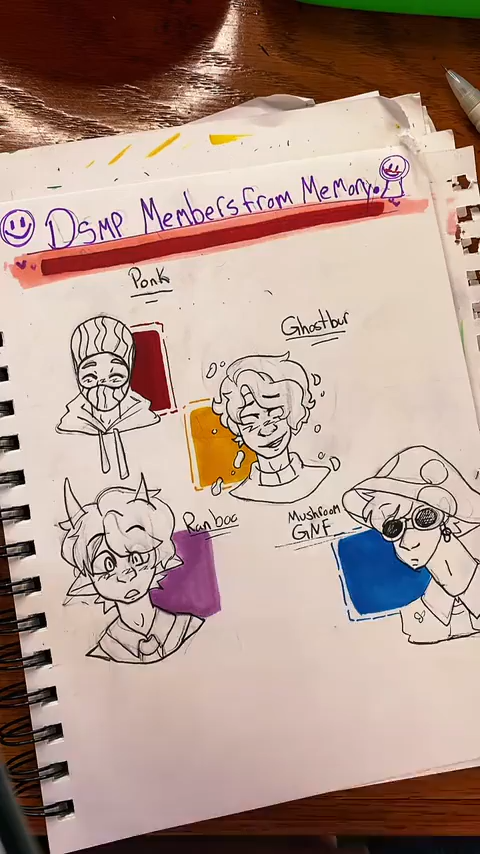 DSMP Members from Memory.
Ponk
Ghostbur
Ranboo
Mushroom
GNF